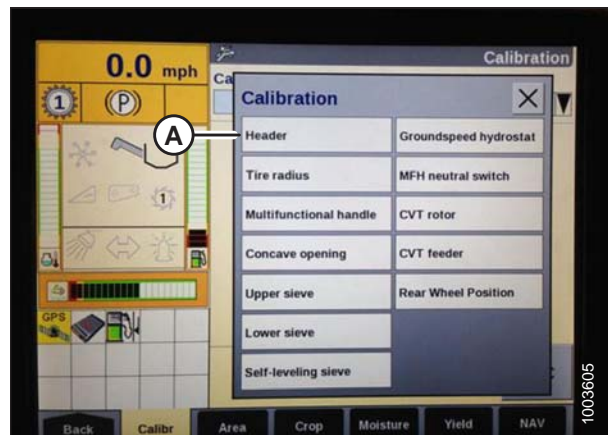 0.0 mph
Calibration
Ca
1
(P)
Calibration
A
Header
Groundspeed hydrostat
Tire radius
MFH neutral switch
1
Multifunctional handle
CVT rotor
Concave opening
CVT feeder
Upper sieve
Rear Wheel Position
GPS
Lower sieve
Self-leveling sieve
Back
Calibr
Area
Crop
Moisture
Yield
NAV
1003605